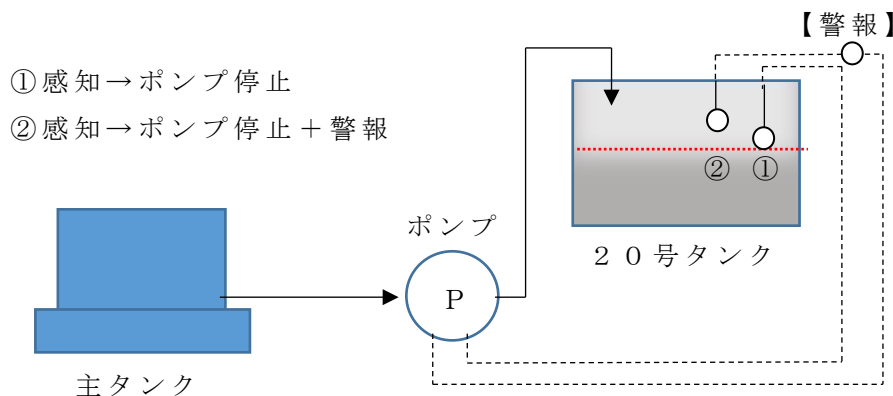 【警報】
①感知→ポンプ停止
②感知→ポンプ停止＋警報
② ①
ポンプ
２０号タンク
P
主タンク